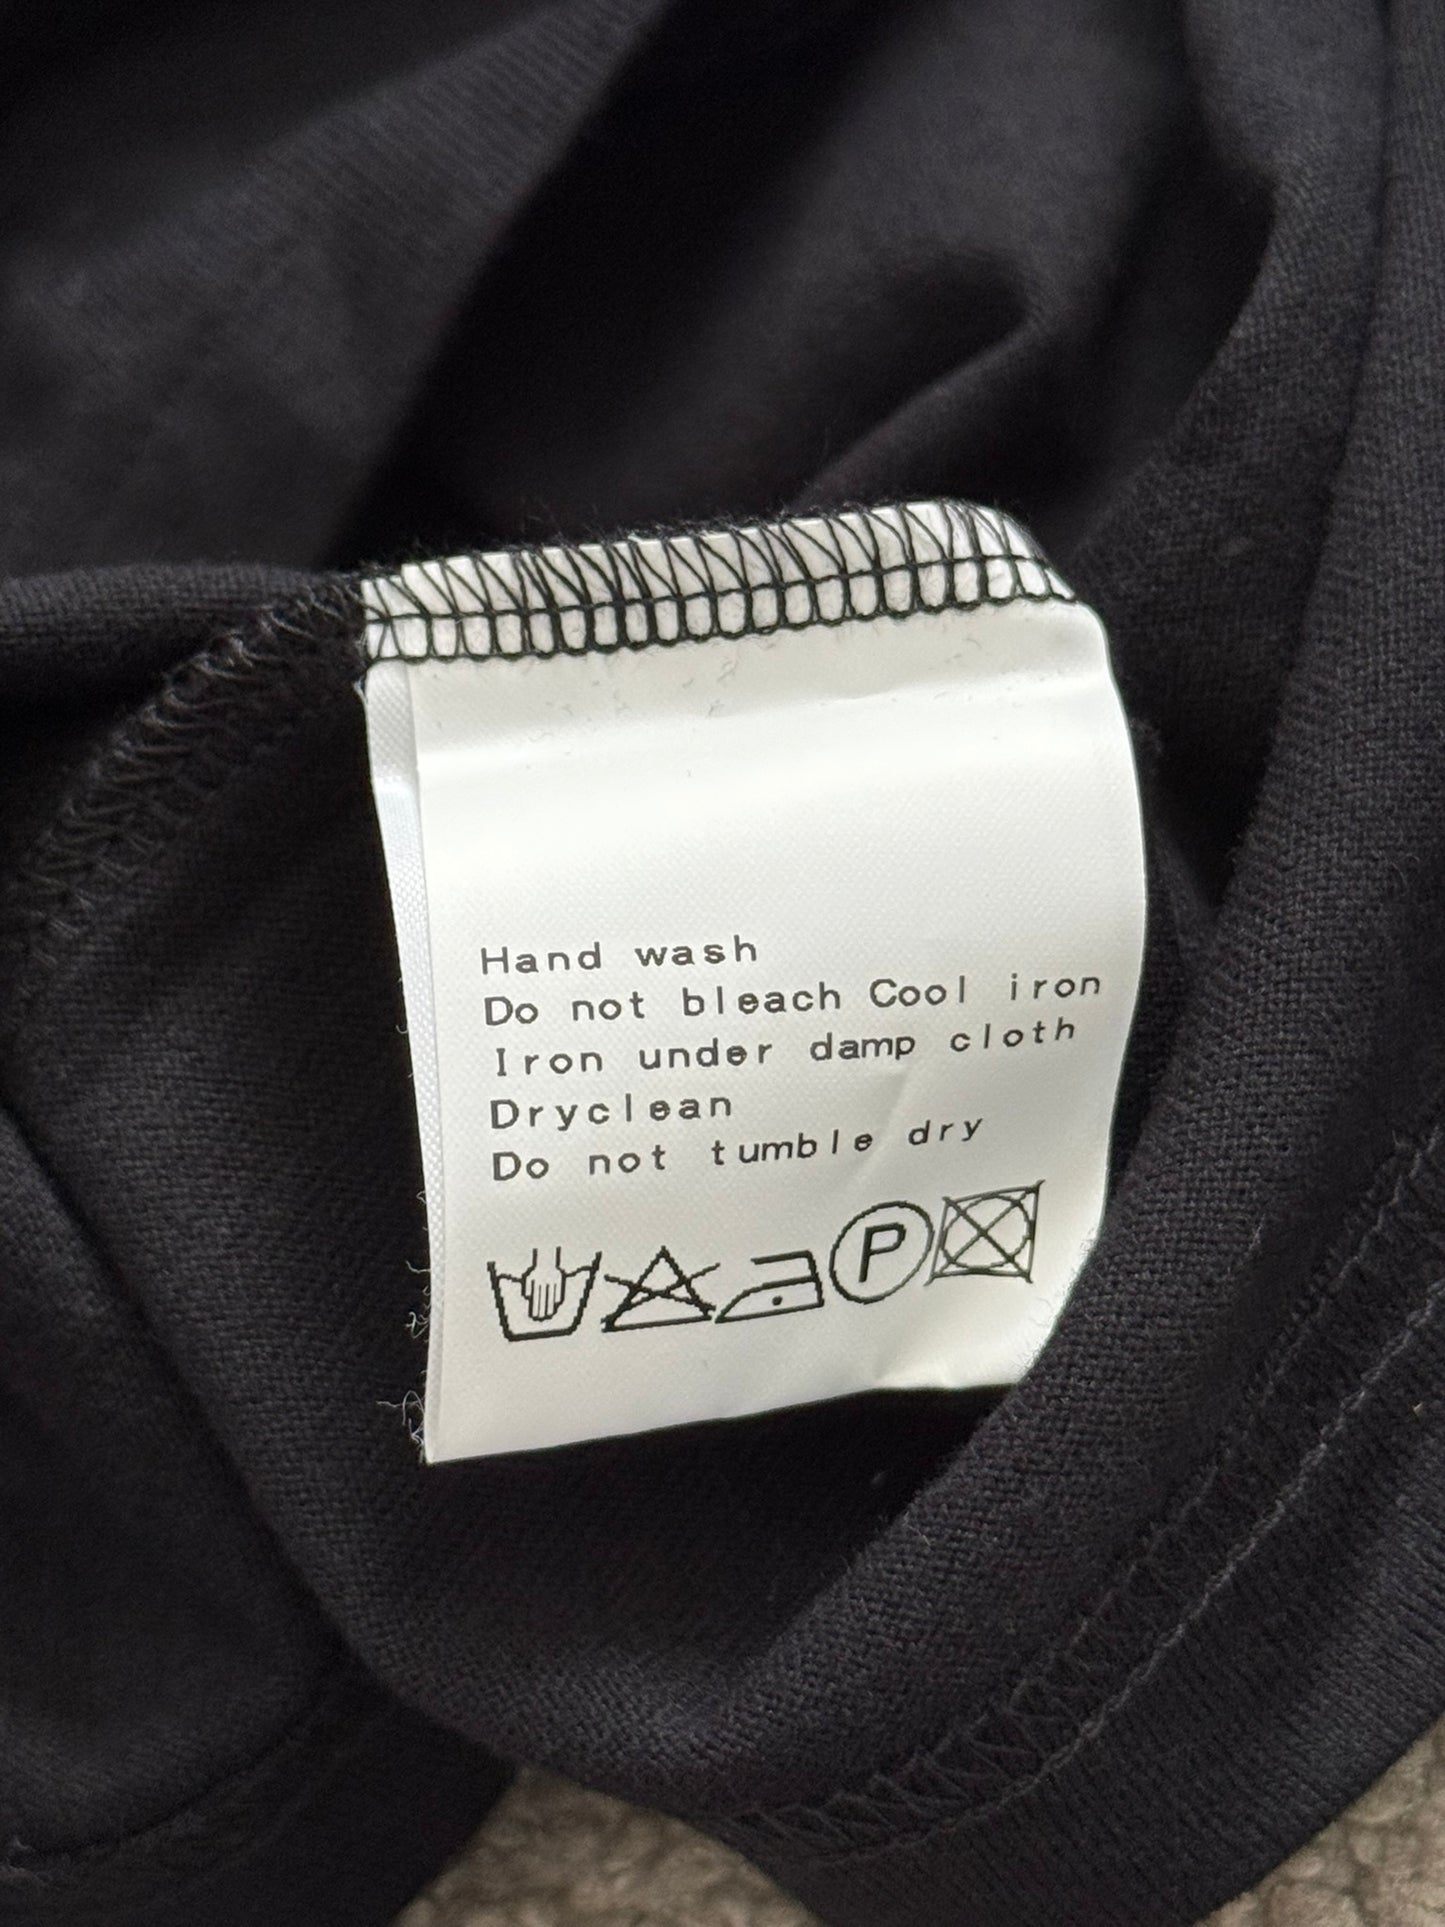 Hand wash
Do not bleach Cool iron
Iron under damp cloth
Dryclean
Do not tumble dry
P